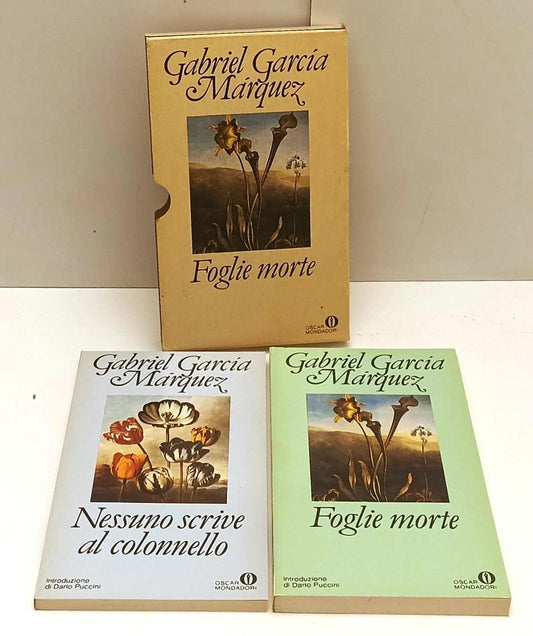 Gabriel García
Márquez
Foglie morte
OSCAR
MONDADORI
Gabriel García
Márquez
Nessuno scrive
al colonnello
Introduzione
di Dario Puccini
OSCAR
MONDADORI
Gabriel García
Márquez
Foglie morte
Introduzione
di Dario Puccini
OSCAR
MONDADORI